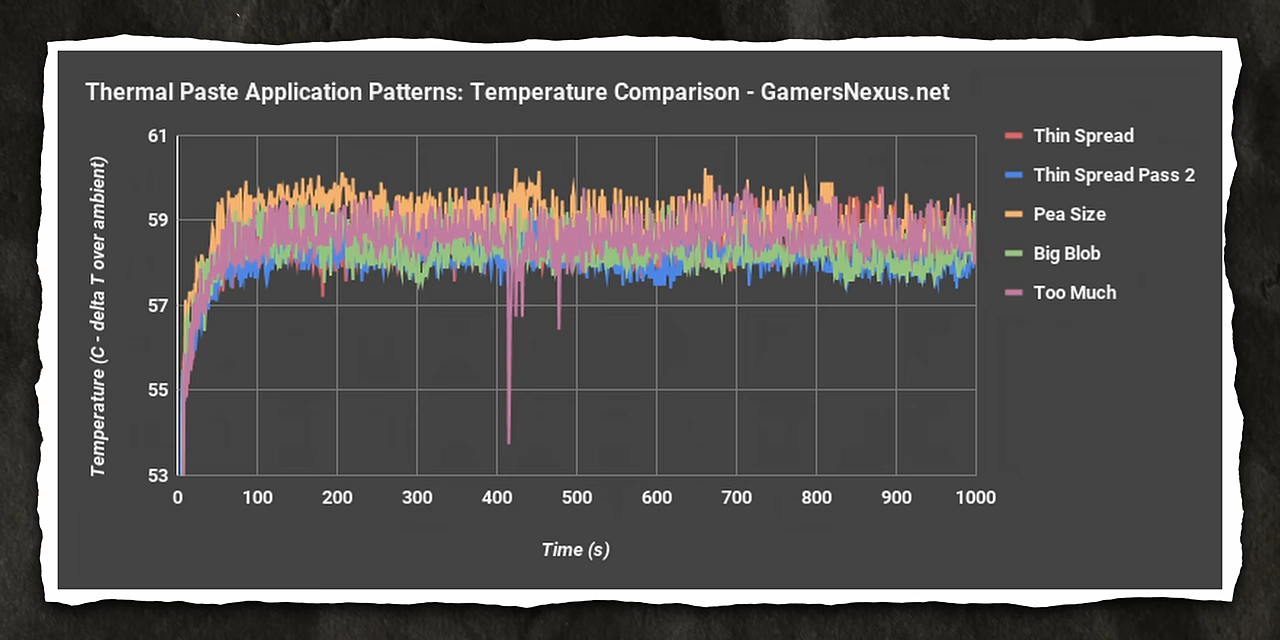 Thermal Paste Application Patterns: Temperature Comparison - GamersNexus.net
Temperature (C - delta T over ambient)
61
59
57
55
53
0 100 200 300 400 500 600 700 800 900 1000
Time (s)
Thin Spread
Thin Spread Pass 2
Pea Size
Big Blob
Too Much